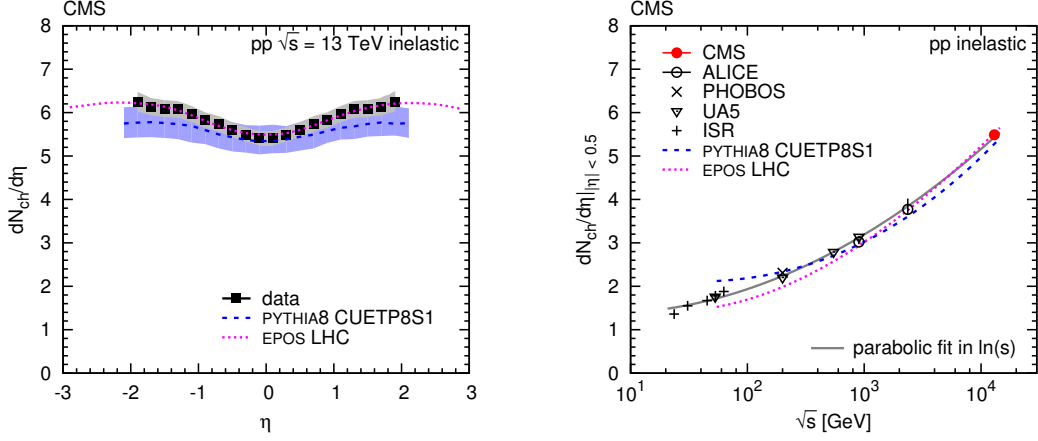 CMS
pp √s = 13 TeV inelastic
dN_ch/dη
8
7
6
5
4
3
2
1
0
data
PYTHIA8 CUETP8S1
EPOS LHC
-3 -2 -1 0 1 2 3
η
CMS
pp inelastic
dN_ch/dη|_|η| < 0.5
8
7
6
5
4
3
2
1
0
CMS
ALICE
PHOBOS
UA5
ISR
PYTHIA8 CUETP8S1
EPOS LHC
parabolic fit in ln(s)
10^1 10^2 10^3 10^4
√s [GeV]